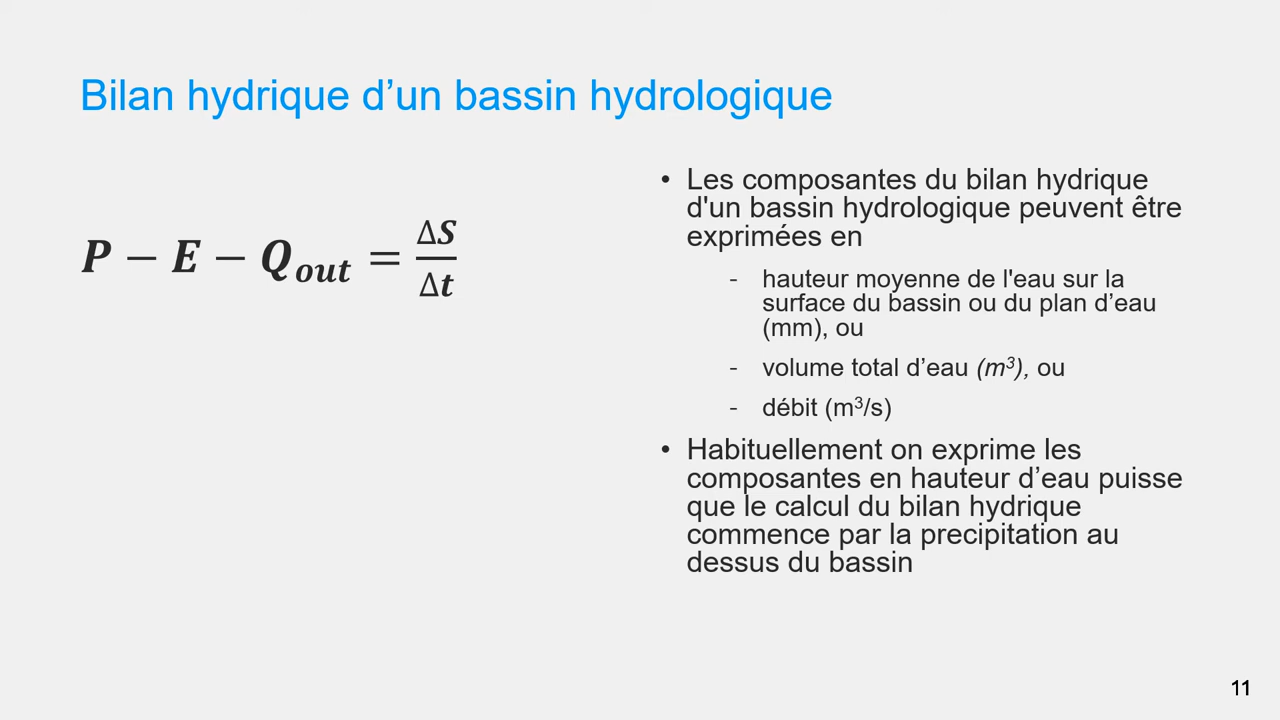 Bilan hydrique d’un bassin hydrologique
P − E − Q_out = ΔS/Δt
• Les composantes du bilan hydrique
d'un bassin hydrologique peuvent être
exprimées en
- hauteur moyenne de l'eau sur la
surface du bassin ou du plan d’eau
(mm), ou
- volume total d’eau (m³), ou
- débit (m³/s)
• Habituellement on exprime les
composantes en hauteur d’eau puisse
que le calcul du bilan hydrique
commence par la precipitation au
dessus du bassin
11